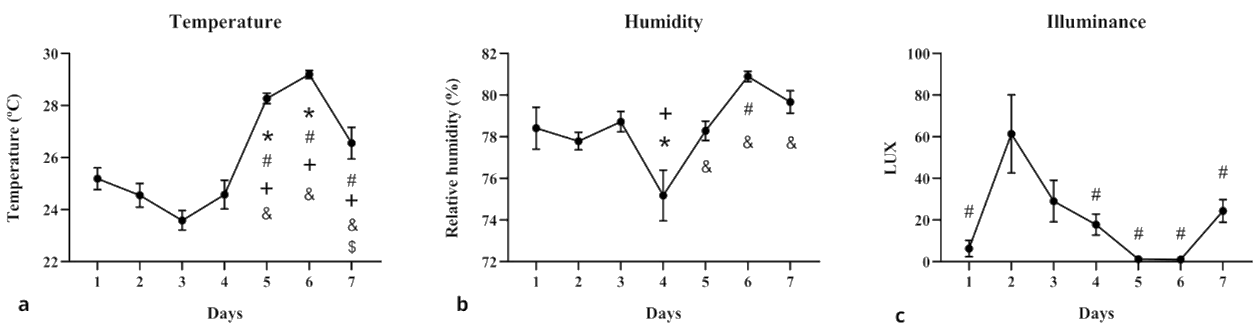 Temperature
Temperature (ºC)
30
28
26
24
22
*
#
+
&
*
#
+
&
#
+
&
$
1 2 3 4 5 6 7
Days
a
Humidity
Relative humidity (%)
82
80
78
76
74
72
+
*
&
#
&
&
1 2 3 4 5 6 7
Days
b
Illuminance
LUX
100
80
60
40
20
0
#
#
#
#
#
1 2 3 4 5 6 7
Days
c